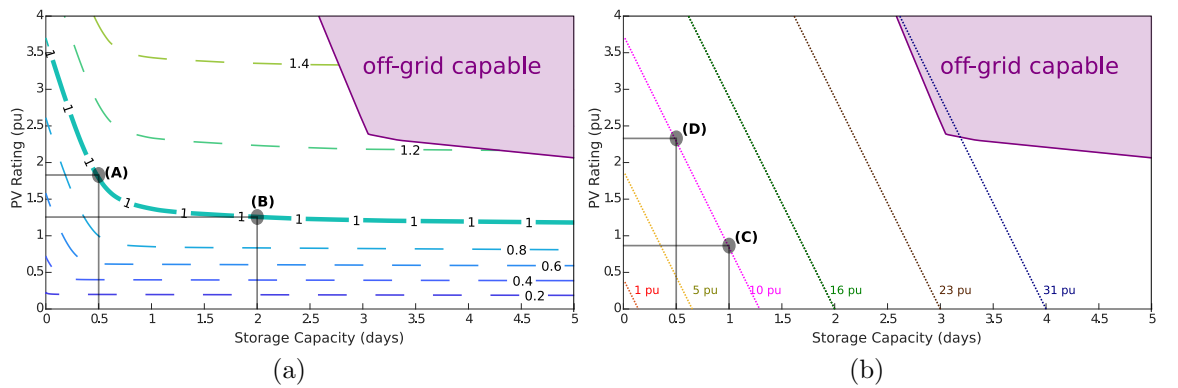 4
3.5
3
2.5
2
1.5
1
0.5
0
PV Rating (pu)
1
1
1
1
1
1
1
1
1
1
1
1.4
1.2
0.8
0.6
0.4
0.2
(A)
(B)
off-grid capable
0 0.5 1 1.5 2 2.5 3 3.5 4 4.5 5
Storage Capacity (days)
(a)
4
3.5
3
2.5
2
1.5
1
0.5
0
PV Rating (pu)
off-grid capable
(D)
(C)
1 pu 5 pu 10 pu 16 pu 23 pu 31 pu
0 0.5 1 1.5 2 2.5 3 3.5 4 4.5 5
Storage Capacity (days)
(b)